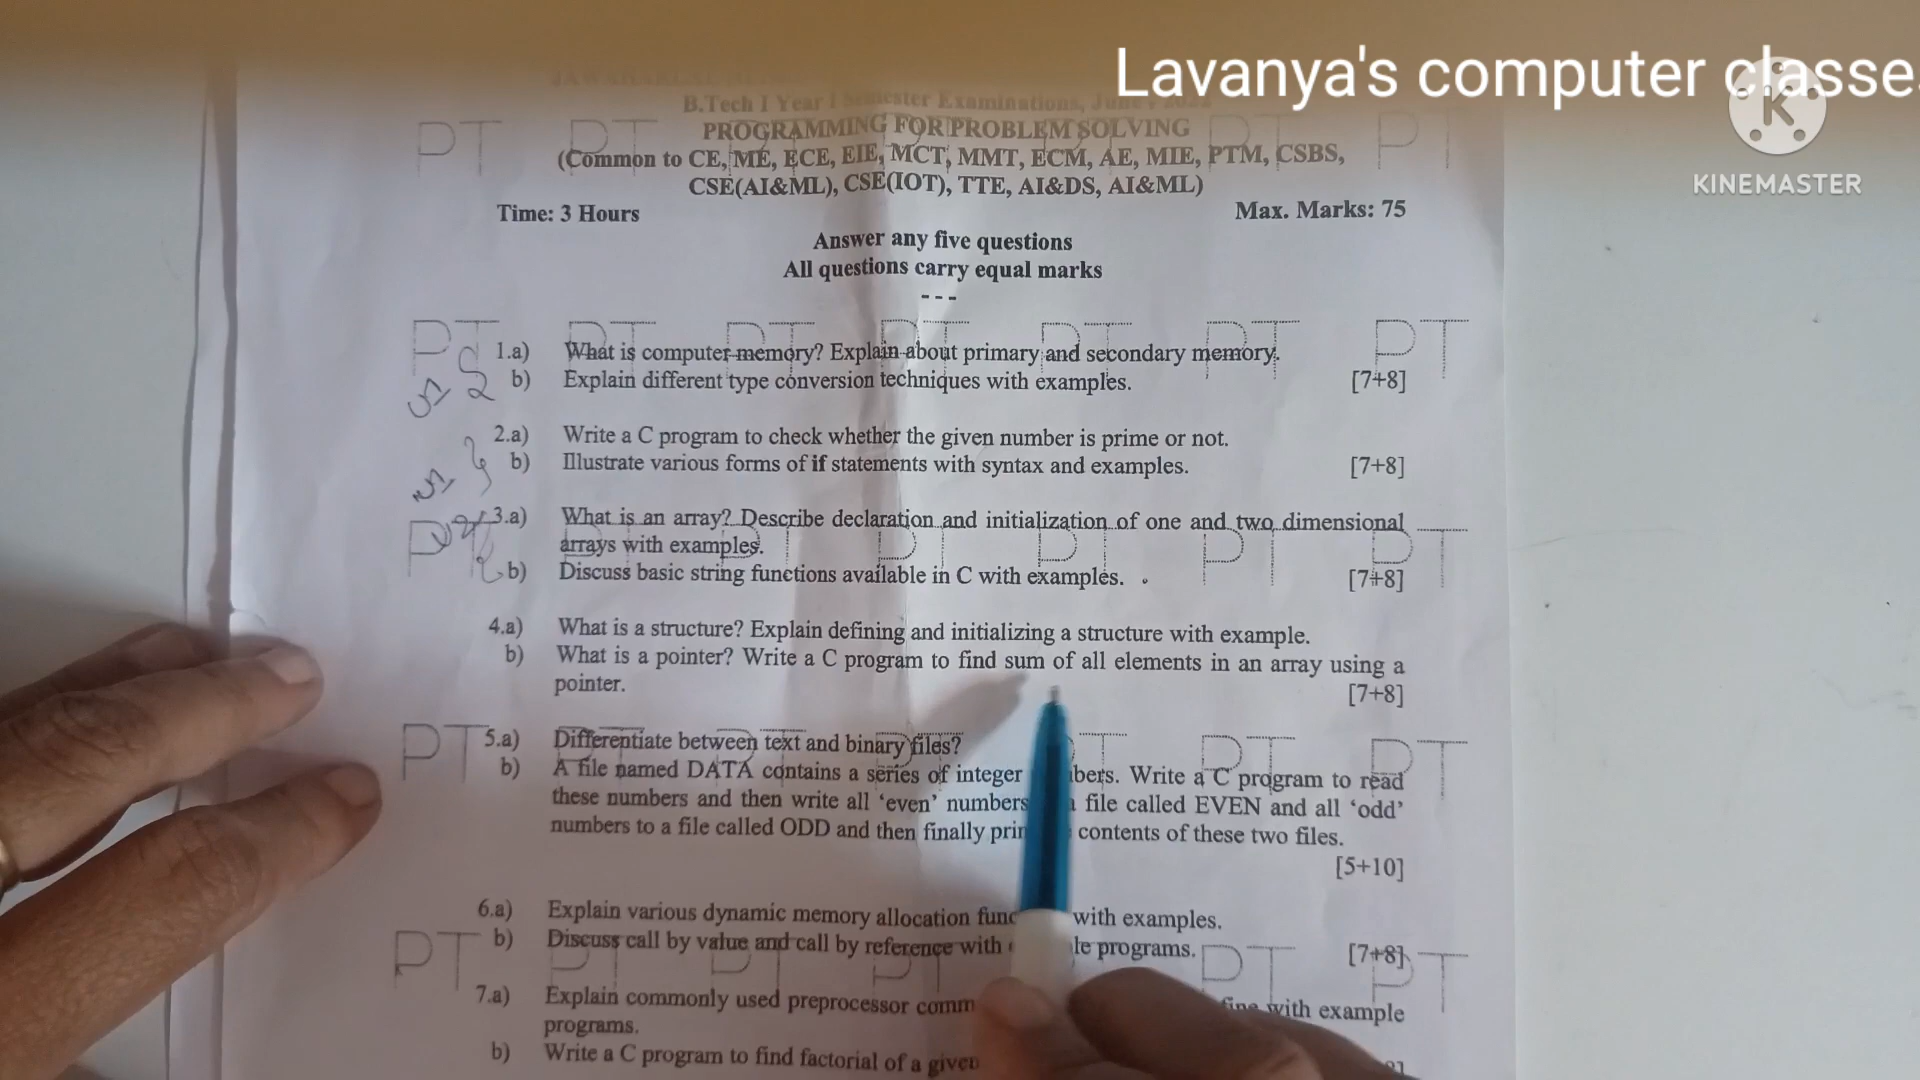 Lavanya's computer classe
KINEMASTER
B.Tech I Year I Semester Examinations, June
PROGRAMMING FOR PROBLEM SOLVING
(Common to CE, ME, ECE, EIE, MCT, MMT, ECM, AE, MIE, PTM, CSBS,
CSE(AI&ML), CSE(IOT), TTE, AI&DS, AI&ML)
Time: 3 Hours Max. Marks: 75
Answer any five questions
All questions carry equal marks
---
PT PT PT PT PT PT PT
1.a) What is computer memory? Explain about primary and secondary memory.
b) Explain different type conversion techniques with examples. [7+8]
2.a) Write a C program to check whether the given number is prime or not.
b) Illustrate various forms of if statements with syntax and examples. [7+8]
3.a) What is an array? Describe declaration and initialization of one and two dimensional
arrays with examples.
b) Discuss basic string functions available in C with examples. [7+8]
4.a) What is a structure? Explain defining and initializing a structure with example.
b) What is a pointer? Write a C program to find sum of all elements in an array using a
pointer. [7+8]
5.a) Differentiate between text and binary files?
b) A file named DATA contains a series of integer bers. Write a C program to read
these numbers and then write all ‘even’ numbers file called EVEN and all ‘odd’
numbers to a file called ODD and then finally prin contents of these two files.
[5+10]
6.a) Explain various dynamic memory allocation func with examples.
b) Discuss call by value and call by reference with le programs. [7+8]
7.a) Explain commonly used preprocessor comm fine with example
programs.
b) Write a C program to find factorial of a given